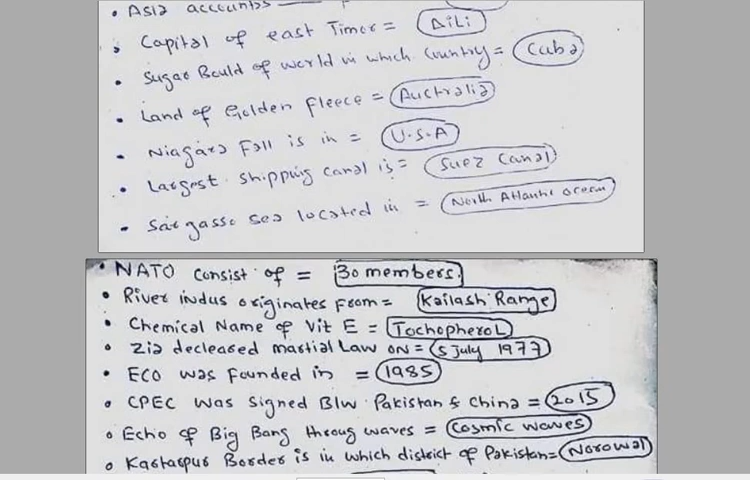 • Asia accounts
• Capital of east Timor = Dili
• Sugar Bould of world in which Country = Cuba
• Land of Golden Fleece = Australia
• Niagara Fall is in = U.S.A
• Largest shipping canal is = Suez Canal
• Sargasso sea located in = North Atlantic ocean
• NATO Consist of = 30 members.
• River indus originates from = Kailash Range
• Chemical Name of Vit E = Tochopherol
• Zia decleared martial Law on = 5 July 1977
• ECO was founded in = 1985
• CPEC was signed B/w Pakistan & China = 2015
• Echo of Big Bang throug waves = Cosmic waves
• Kartarpur Border is in which district of Pakistan = Norowal